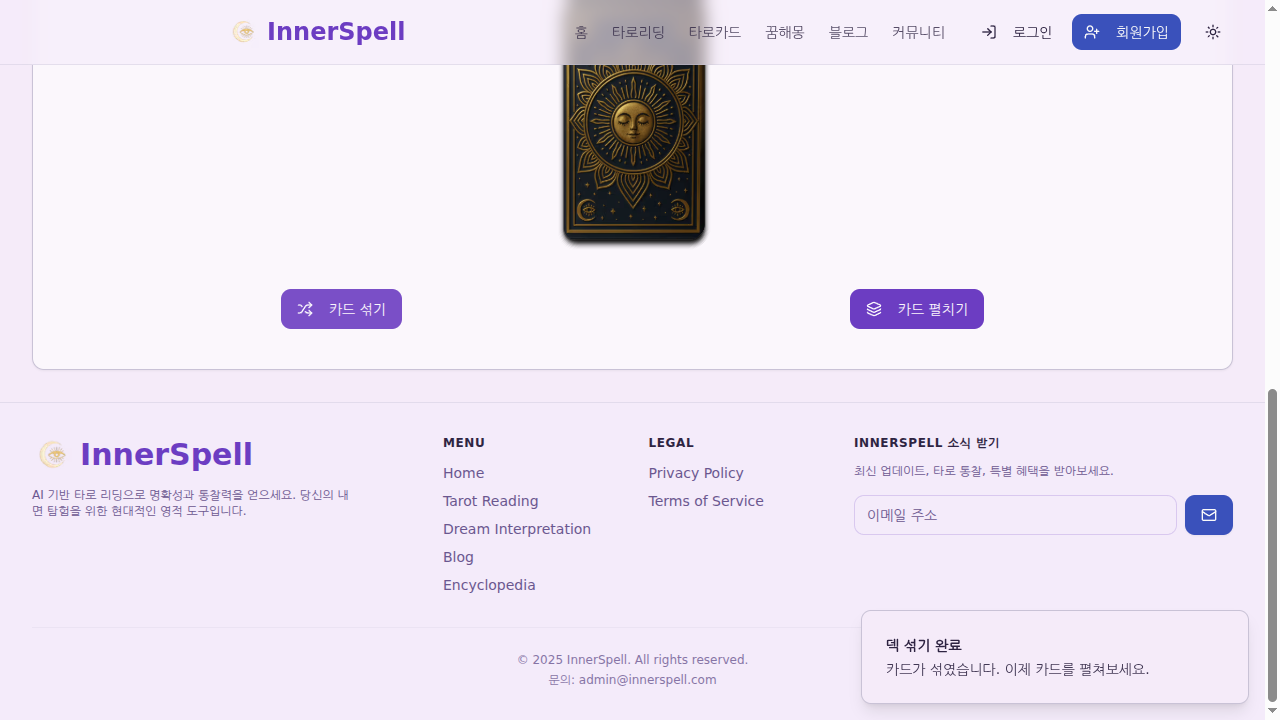 InnerSpell
홈
타로리딩
타로카드
꿈해몽
블로그
커뮤니티
로그인
회원가입
카드 섞기
카드 펼치기
InnerSpell
AI 기반 타로 리딩으로 명확성과 통찰력을 얻으세요. 당신의 내
면 탐험을 위한 현대적인 영적 도구입니다.
MENU
Home
Tarot Reading
Dream Interpretation
Blog
Encyclopedia
LEGAL
Privacy Policy
Terms of Service
INNERSPELL 소식 받기
최신 업데이트, 타로 통찰, 특별 혜택을 받아보세요.
이메일 주소
© 2025 InnerSpell. All rights reserved.
문의: admin@innerspell.com
덱 섞기 완료
카드가 섞였습니다. 이제 카드를 펼쳐보세요.